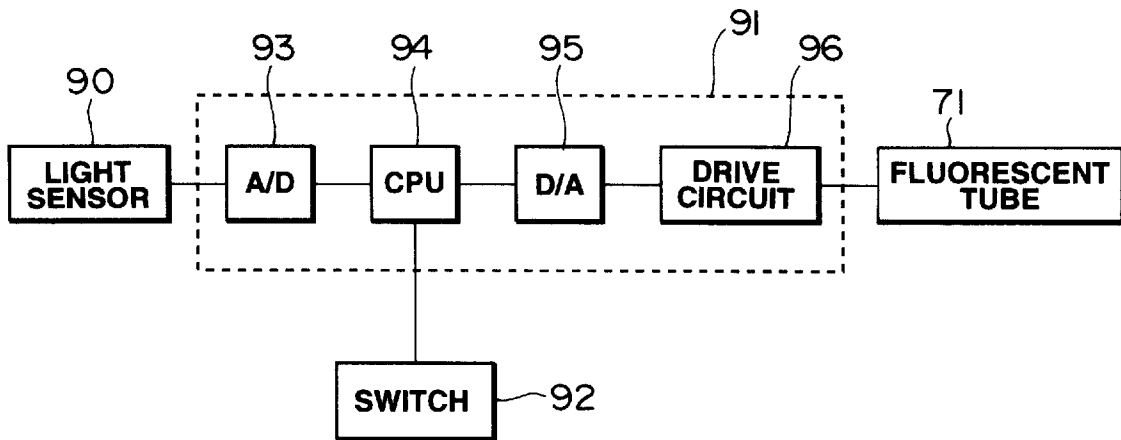 91
93
94
95
96
90
71
LIGHT
SENSOR
A/D
CPU
D/A
DRIVE
CIRCUIT
FLUORESCENT
TUBE
SWITCH
92